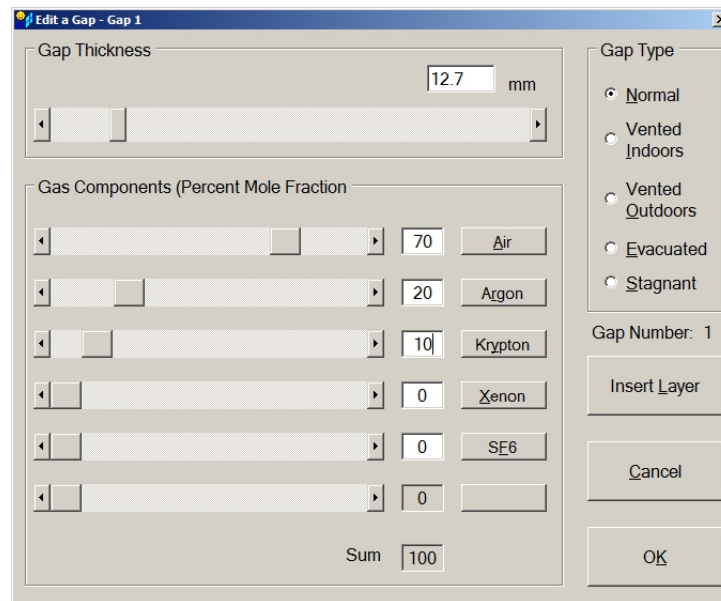 Edit a Gap - Gap 1
Gap Thickness
12.7 mm
Gas Components (Percent Mole Fraction
70 Air
20 Argon
10 Krypton
0 Xenon
0 SF6
0
Sum 100
Gap Type
Normal
Vented
Indoors
Vented
Outdoors
Evacuated
Stagnant
Gap Number: 1
Insert Layer
Cancel
OK